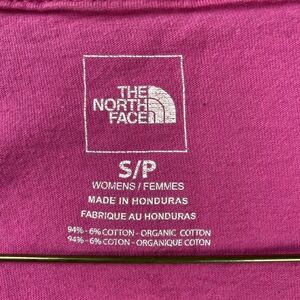 THE
NORTH
FACE
S/P
WOMENS / FEMMES
MADE IN HONDURAS
FABRIQUE AU HONDURAS
94% - 6% COTTON - ORGANIC COTTON
94% - 6% COTON - ORGANIQUE COTON